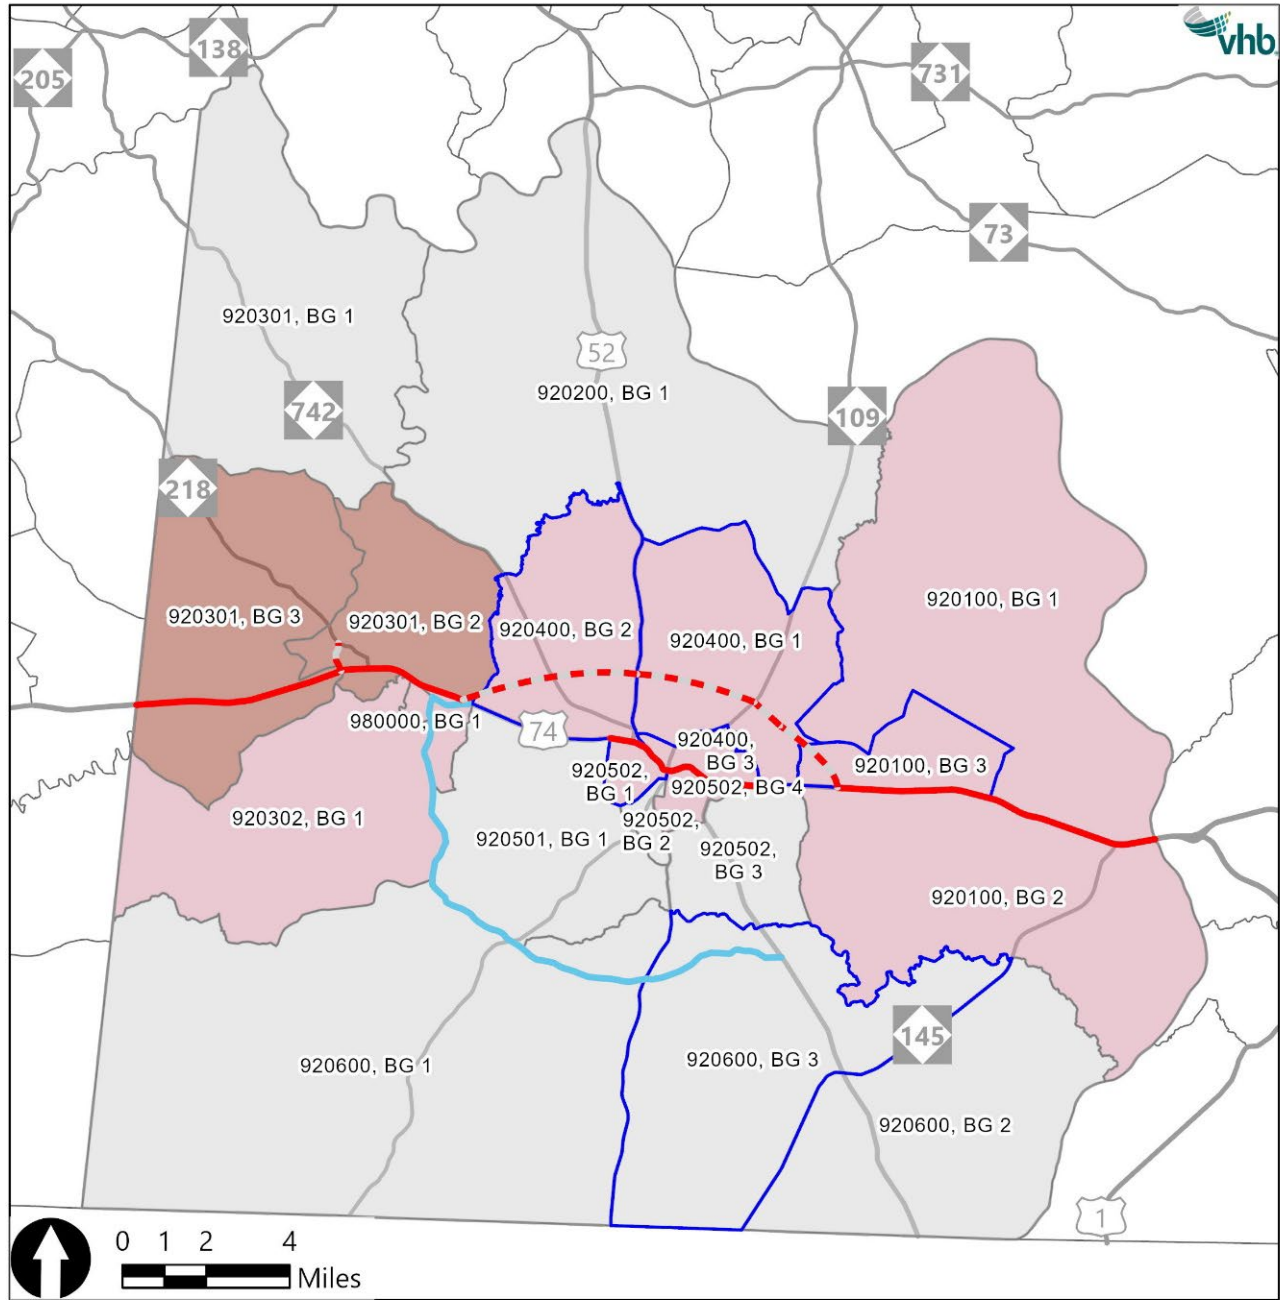 vhb
138
205
731
73
920301, BG 1
52
920200, BG 1
742
109
218
920100, BG 1
920301, BG 3
920301, BG 2
920400, BG 2
920400, BG 1
980000, BG 1
74
920400,
BG 3
920100, BG 3
920502,
BG 1
920502, BG 4
920302, BG 1
920501, BG 1
920502,
BG 2
920502,
BG 3
920100, BG 2
145
920600, BG 1
920600, BG 3
920600, BG 2
1
0 1 2 4
Miles